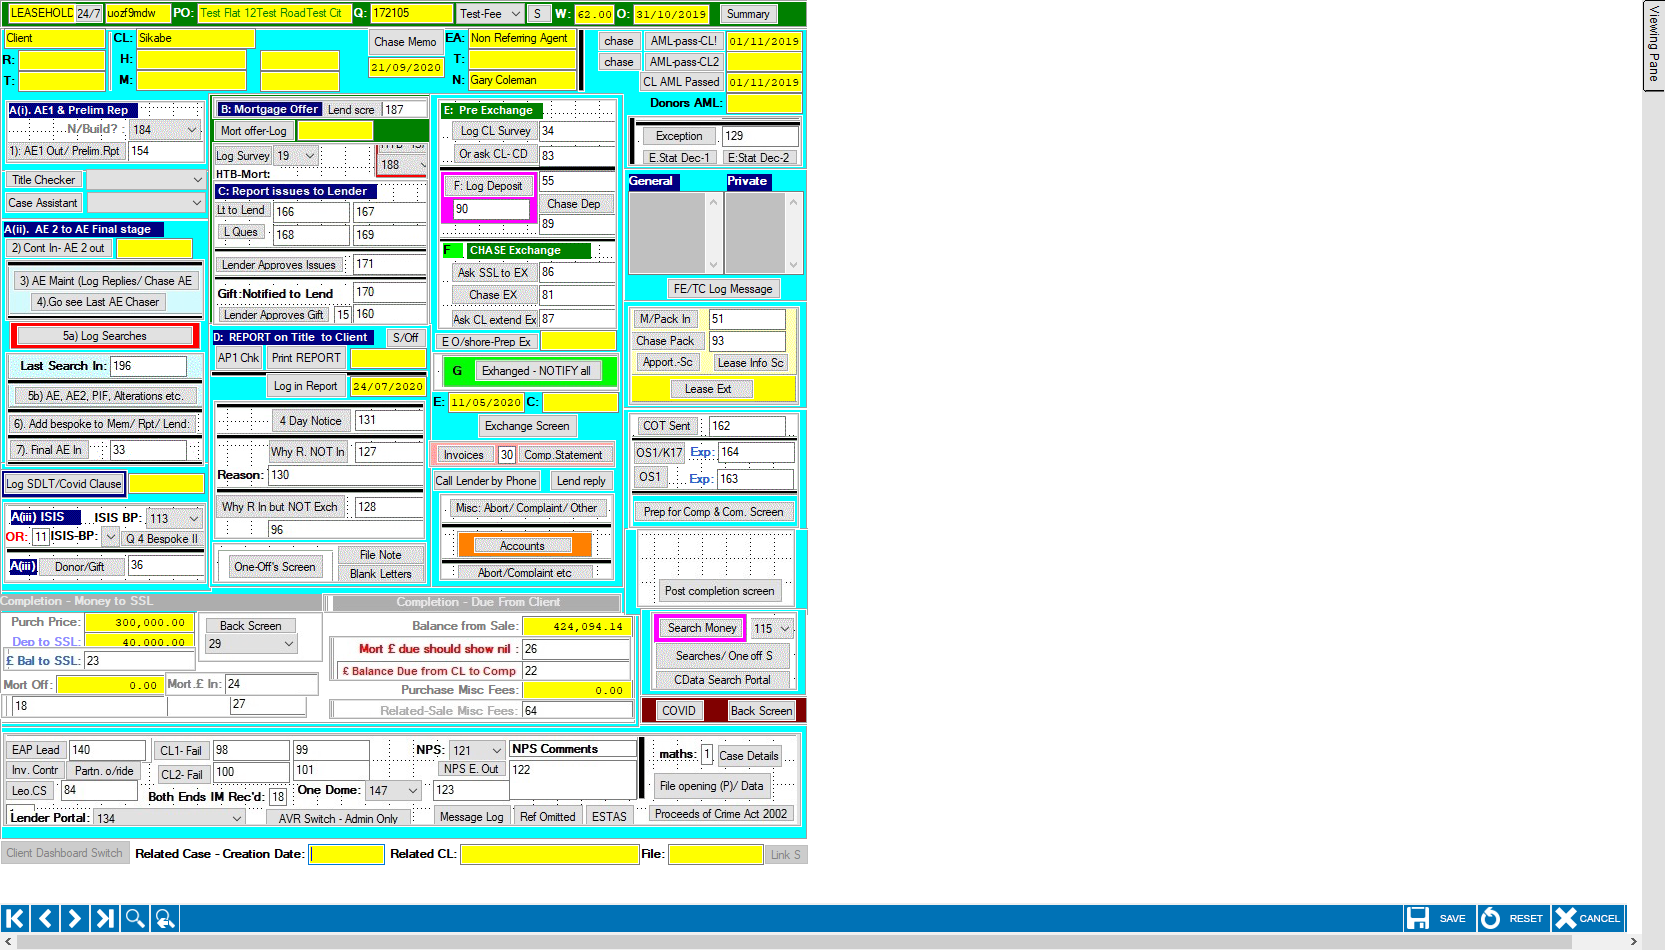 LEASEHOLD 24/7 uozf9mdw PO: Test Flat 12Test RoadTest Cit Q: 172105 Test-Fee S W: 62.00 O: 31/10/2019 Summary
Client CL: Sikabe Chase Memo EA: Non Referring Agent chase AML-pass-CL! 01/11/2019
R: H: T: chase AML-pass-CL2
21/09/2020
T: M: N: Gary Coleman CL AML Passed 01/11/2019
Donors AML:
A(i). AE1 & Prelim Rep
N/Build? : 184
1): AE1 Out/ Prelim.Rpt 154
Title Checker
Case Assistant
A(ii). AE 2 to AE Final stage
2) Cont In- AE 2 out
3) AE Maint (Log Replies/ Chase AE
4).Go see Last AE Chaser
5a) Log Searches
Last Search In: 196
5b) AE, AE2, PIF, Alterations etc.
6). Add bespoke to Mem/ Rpt/ Lend:
7). Final AE In 33
Log SDLT/Covid Clause
A(iii) ISIS ISIS BP: 113
OR: 11 ISIS-BP: Q 4 Bespoke II
A(iii) Donor/Gift 36
B: Mortgage Offer Lend scre 187
Mort offer-Log
Log Survey 19
188
HTB-Mort:
C: Report issues to Lender
Lt to Lend 166 167
L Ques 168 169
Lender Approves Issues 171
Gift:Notified to Lend 170
Lender Approves Gift 15 160
D: REPORT on Title to Client S/Off
AP1 Chk Print REPORT
Log in Report 24/07/2020
4 Day Notice 131
Why R. NOT In 127
Reason: 130
Why R In but NOT Exch 128
96
One-Off's Screen File Note
Blank Letters
E: Pre Exchange
Log CL Survey 34
Or ask CL- CD 83
F: Log Deposit 55
90 Chase Dep
89
F CHASE Exchange
Ask SSL to EX 86
Chase EX 81
Ask CL extend Ex 87
E O/shore-Prep Ex
G Exhanged - NOTIFY all
E: 11/05/2020 C:
Exchange Screen
Invoices 30 Comp.Statement
Call Lender by Phone Lend reply
Misc: Abort/ Complaint/ Other
Accounts
Abort/Complaint etc
Exception 129
E.Stat Dec-1 E:Stat Dec-2
General Private
FE/TC Log Message
M/Pack In 51
Chase Pack 93
Apport.-Sc Lease Info Sc
Lease Ext
COT Sent 162
OS1/K17 Exp: 164
OS1 Exp: 163
Prep for Comp & Com. Screen
Post completion screen
Search Money 115
Searches/ One off S
CData Search Portal
COVID Back Screen
Completion - Money to SSL Completion - Due From Client
Purch Price: 300,000.00 Back Screen Balance from Sale: 424,094.14
Dep to SSL: 40,000.00 29 Mort £ due should show nil : 26
£ Bal to SSL: 23 £ Balance Due from CL to Comp 22
Mort Off: 0.00 Mort.£ In: 24 Purchase Misc Fees: 0.00
18 27 Related-Sale Misc Fees: 64
EAP Lead 140 CL1- Fail 98 99 NPS: 121 NPS Comments maths: 1 Case Details
Inv. Contr Partn. o/ride CL2- Fail 100 101 NPS E. Out 122
Leo.CS 84 Both Ends IM Rec'd: 18 One Dome: 147 123 File opening (P)/ Data
Lender Portal: 134 AVR Switch - Admin Only Message Log Ref Omitted ESTAS Proceeds of Crime Act 2002
Client Dashboard Switch Related Case - Creation Date: Related CL: File: Link S
SAVE RESET CANCEL
Viewing Pane